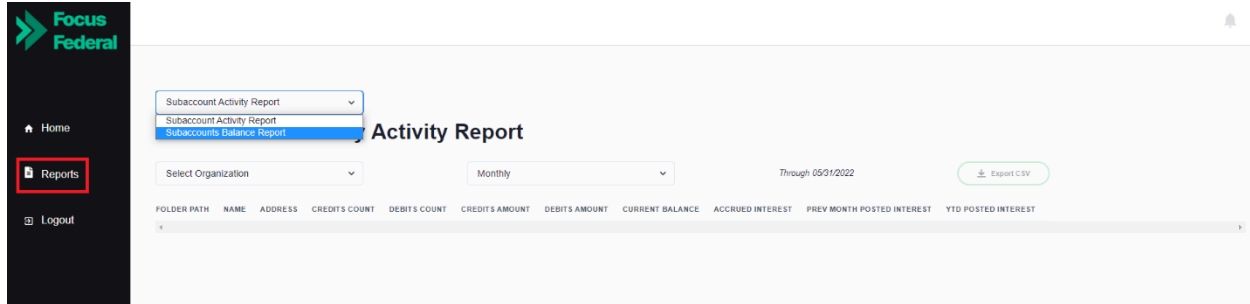 Focus
Federal
Subaccount Activity Report
Subaccount Activity Report
Subaccounts Balance Report
Home
Activity Report
Reports
Select Organization
Monthly
Through 05/31/2022
Export CSV
FOLDER PATH NAME ADDRESS CREDITS COUNT DEBITS COUNT CREDITS AMOUNT DEBITS AMOUNT CURRENT BALANCE ACCRUED INTEREST PREV MONTH POSTED INTEREST YTD POSTED INTEREST
Logout